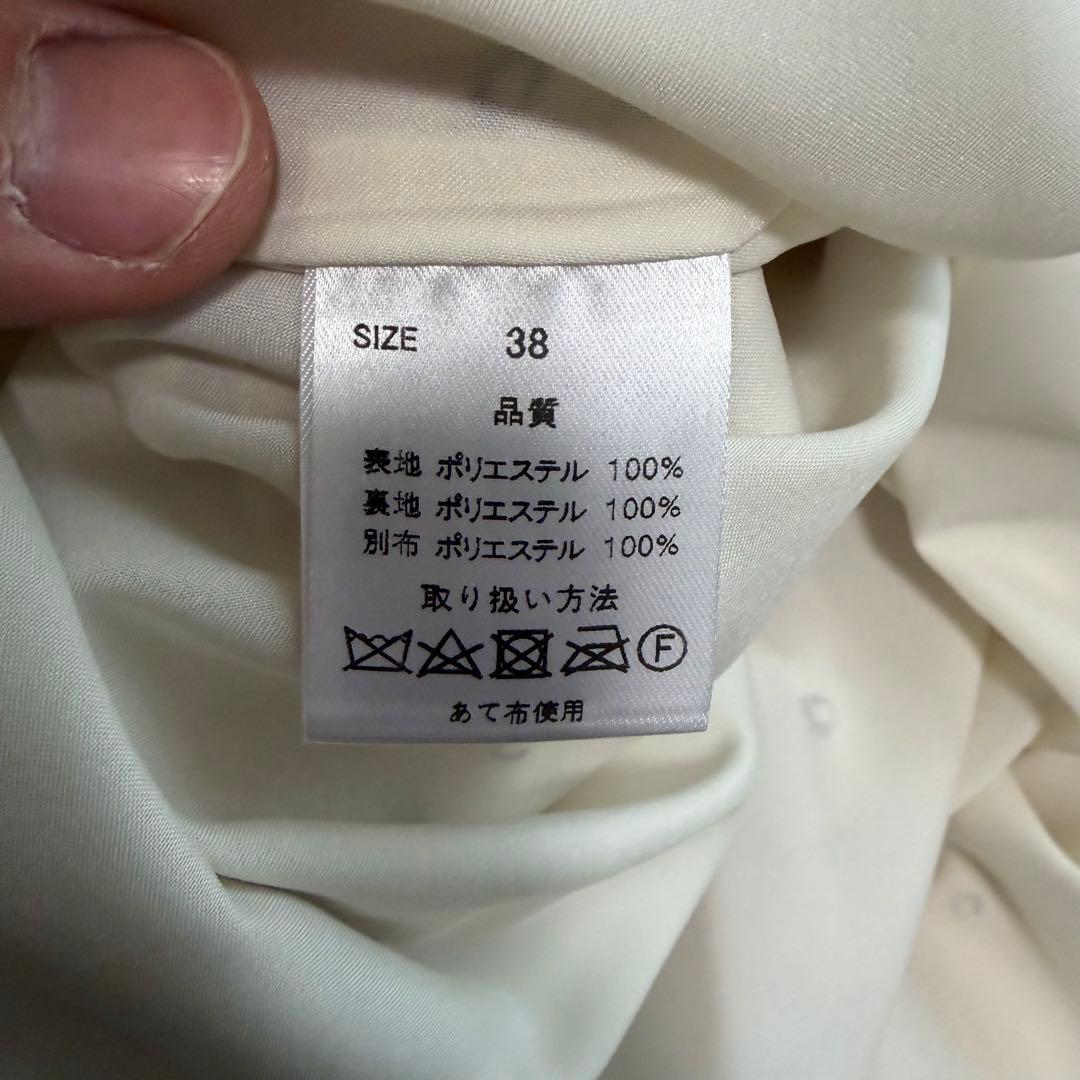 SIZE 38
品質
表地 ポリエステル 100%
裏地 ポリエステル 100%
別布 ポリエステル 100%
取り扱い方法
F
あて布使用